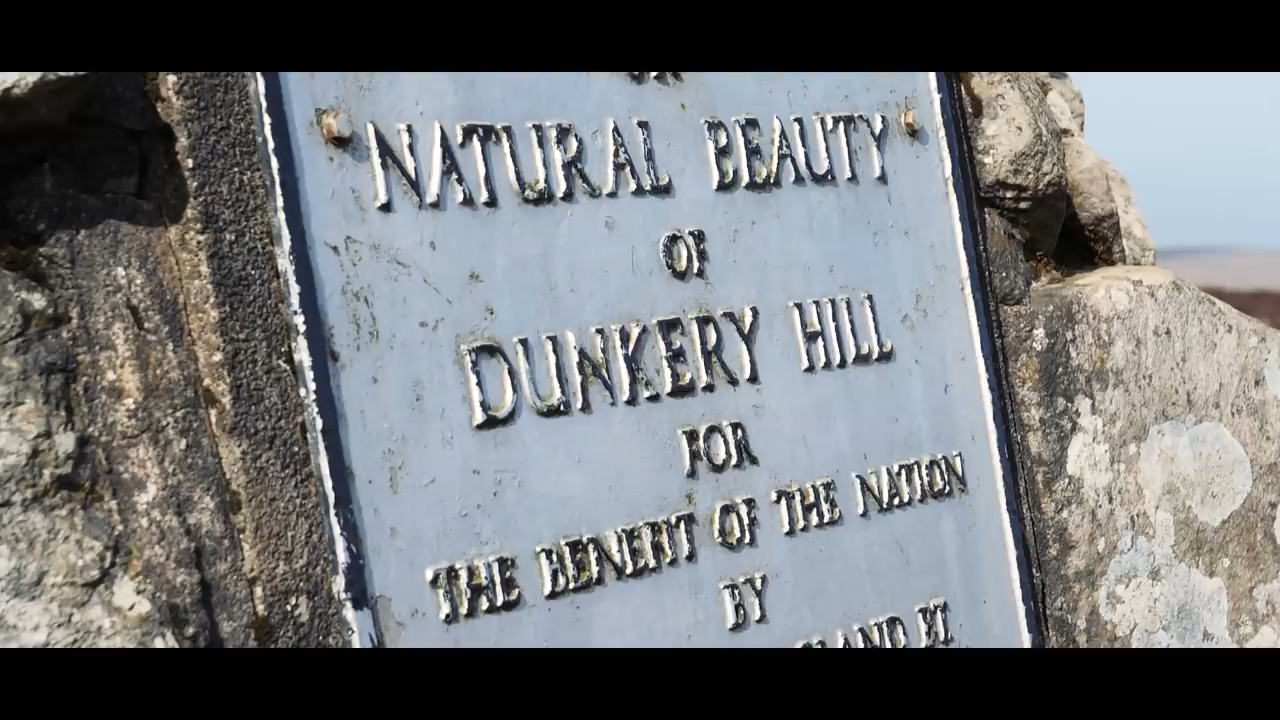 NATURAL BEAUTY
OF
DUNKERY HILL
FOR
THE BENEFIT OF THE NATION
BY